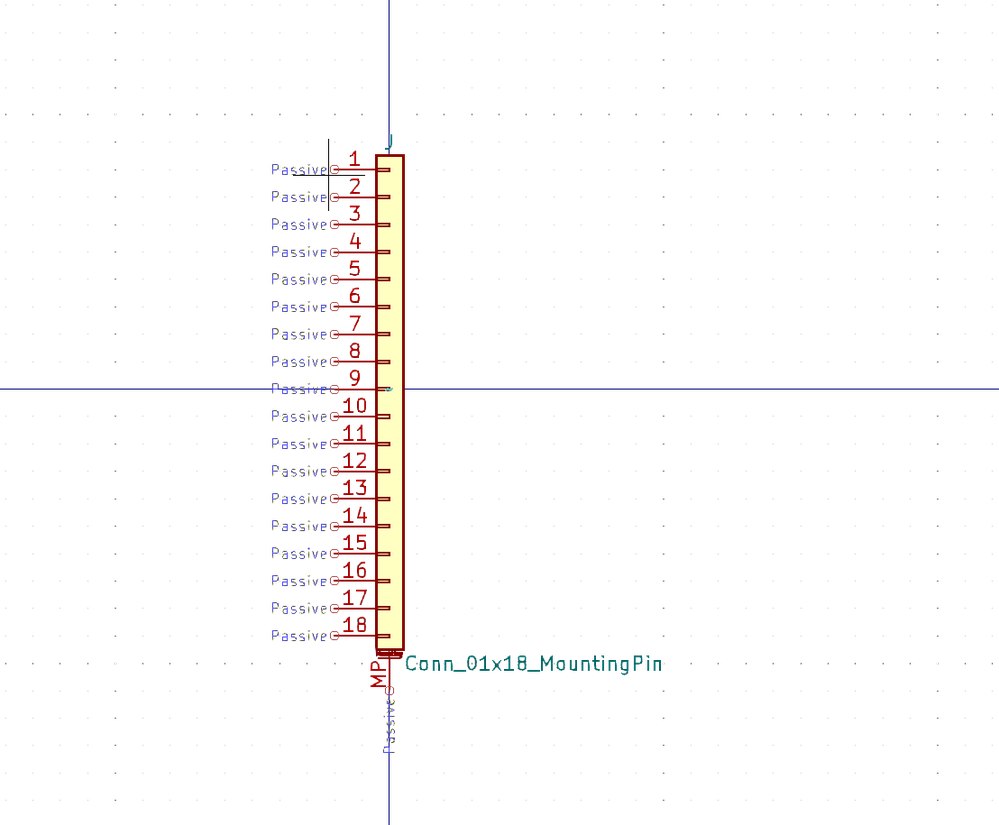 J
Passive 1
Passive 2
Passive 3
Passive 4
Passive 5
Passive 6
Passive 7
Passive 8
Passive 9
Passive 10
Passive 11
Passive 12
Passive 13
Passive 14
Passive 15
Passive 16
Passive 17
Passive 18
Conn_01x18_MountingPin
MP
Passive